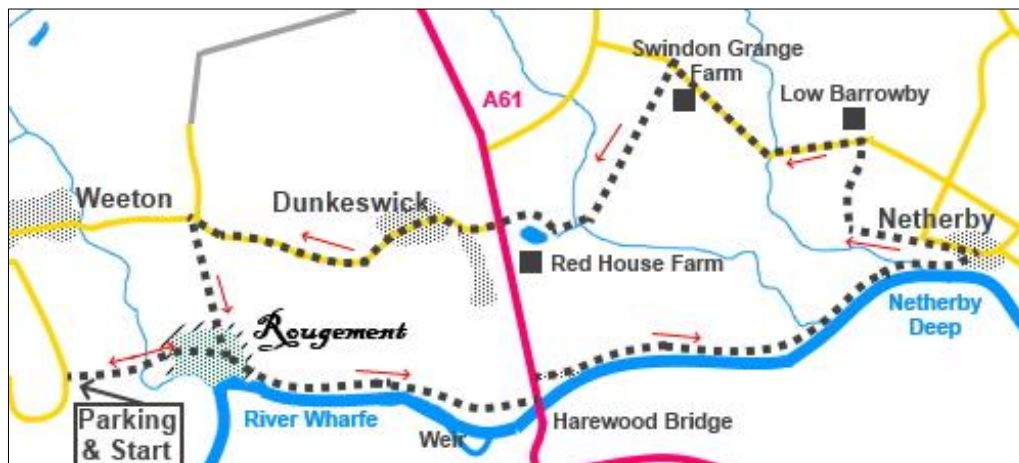 Swindon Grange
Farm
A61
Low Barrowby
Weeton
Dunkeswick
Netherby
Red House Farm
Rougement
Netherby
Deep
Parking
& Start
River Wharfe
Weir
Harewood Bridge